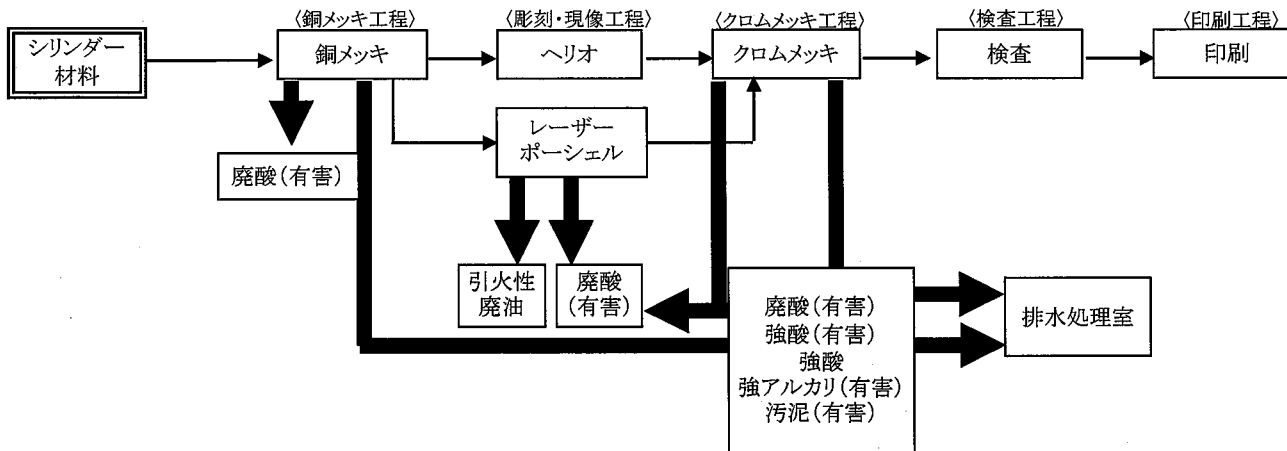 〈銅メッキ工程〉
〈彫刻・現像工程〉
〈クロムメッキ工程〉
〈検査工程〉
〈印刷工程〉
シリンダー
材料
銅メッキ
ヘリオ
クロムメッキ
検査
印刷
レーザー
ポーシェル
廃酸(有害)
引火性
廃油
廃酸
(有害)
廃酸(有害)
強酸(有害)
強酸
強アルカリ(有害)
汚泥(有害)
排水処理室